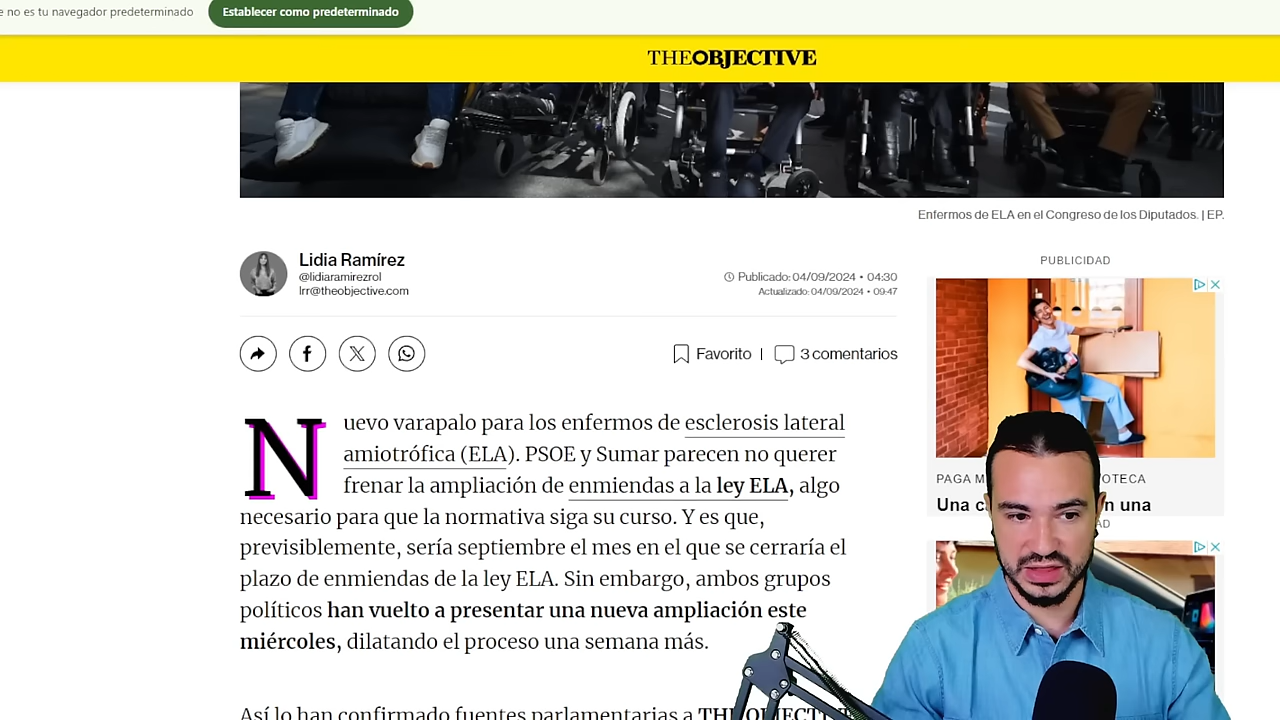 no es tu navegador predeterminado
Establecer como predeterminado
THEOBJECTIVE
Enfermos de ELA en el Congreso de los Diputados. | EP.
Lidia Ramírez
@lidiaramirezrol
lrr@theobjective.com
Publicado: 04/09/2024 • 04:30
Actualizado: 04/09/2024 • 09:47
Favorito | 3 comentarios
Nuevo varapalo para los enfermos de esclerosis lateral
amiotrófica (ELA). PSOE y Sumar parecen no querer
frenar la ampliación de enmiendas a la ley ELA, algo
necesario para que la normativa siga su curso. Y es que,
previsiblemente, sería septiembre el mes en el que se cerraría el
plazo de enmiendas de la ley ELA. Sin embargo, ambos grupos
políticos han vuelto a presentar una nueva ampliación este
miércoles, dilatando el proceso una semana más.
Así lo han confirmado fuentes parlamentarias a THE OBJECTIVE
PUBLICIDAD
PAGA
Una
una